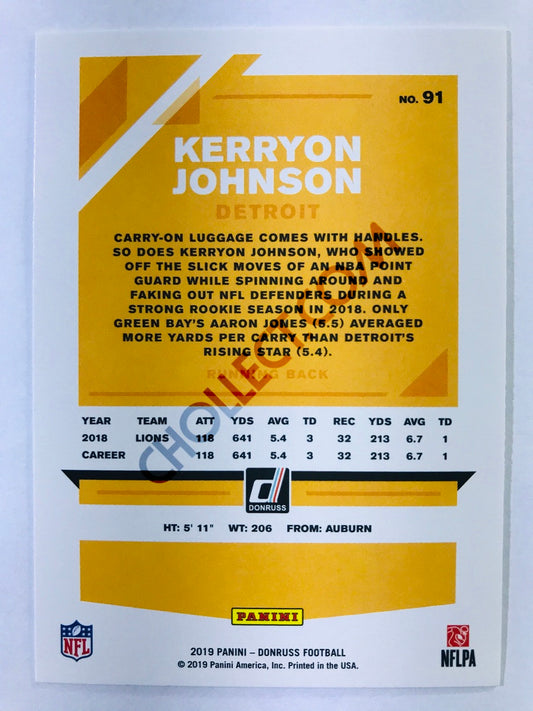 NO. 91
KERRYON
JOHNSON
DETROIT
CARRY-ON LUGGAGE COMES WITH HANDLES.
SO DOES KERRYON JOHNSON, WHO SHOWED
OFF THE SLICK MOVES OF AN NBA POINT
GUARD WHILE SPINNING AROUND AND
FAKING OUT NFL DEFENDERS DURING A
STRONG ROOKIE SEASON IN 2018. ONLY
GREEN BAY'S AARON JONES (5.5) AVERAGED
MORE YARDS PER CARRY THAN DETROIT'S
RISING STAR (5.4).
RUNNING BACK
YEAR TEAM ATT YDS AVG TD REC YDS AVG TD
2018 LIONS 118 641 5.4 3 32 213 6.7 1
CAREER 118 641 5.4 3 32 213 6.7 1
d
DONRUSS
HT: 5' 11" WT: 206 FROM: AUBURN
PANINI
2019 PANINI – DONRUSS FOOTBALL
© 2019 Panini America, Inc. Printed in the USA.
NFL
NFLPA
CHOLLECT.COM